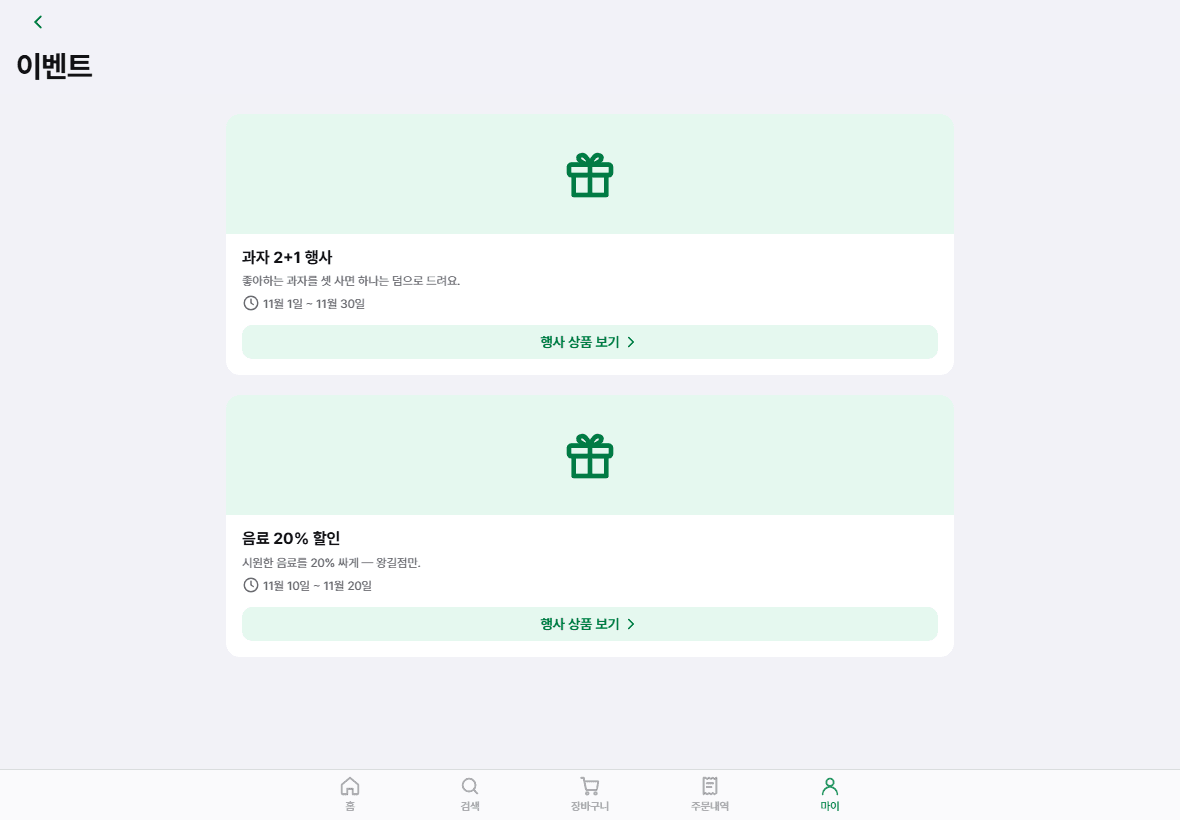 이벤트
과자 2+1 행사
좋아하는 과자를 셋 사면 하나는 덤으로 드려요.
11월 1일 ~ 11월 30일
행사 상품 보기
음료 20% 할인
시원한 음료를 20% 싸게 — 왕길점만.
11월 10일 ~ 11월 20일
행사 상품 보기
홈
검색
장바구니
주문내역
마이